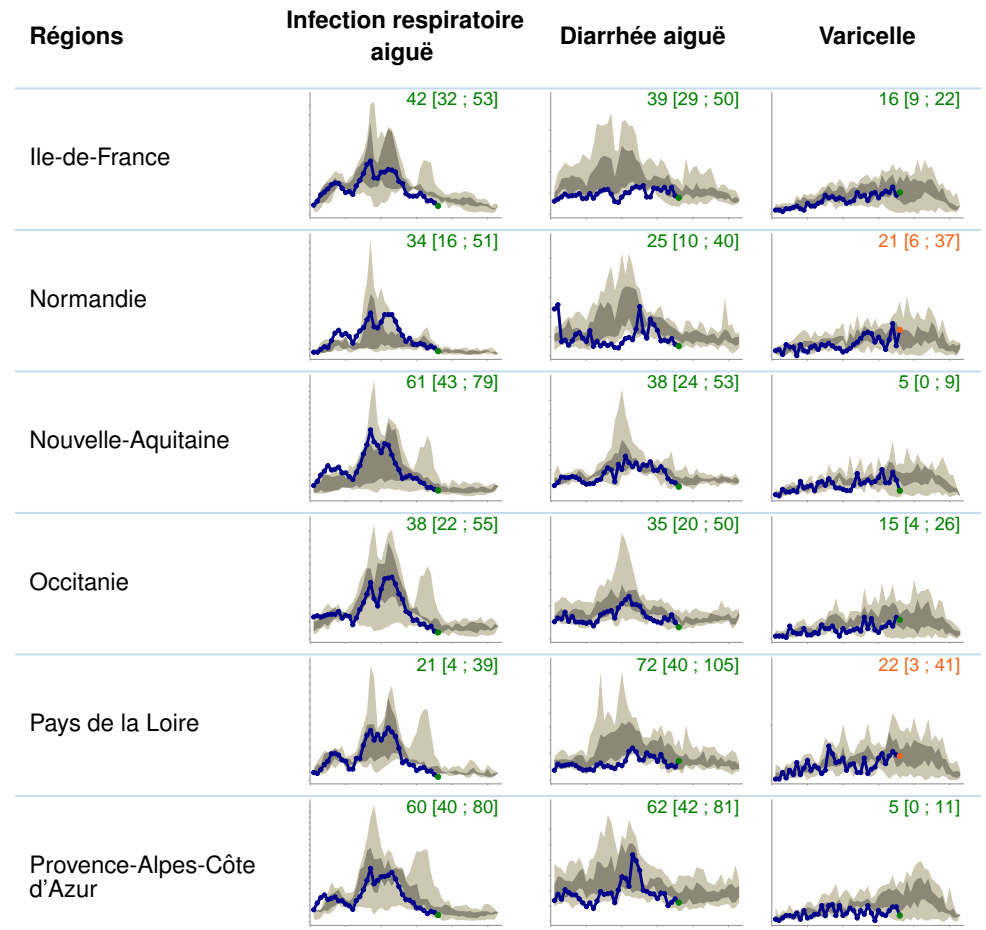 Régions
Infection respiratoire
aiguë
Diarrhée aiguë
Varicelle
Ile-de-France
42 [32 ; 53]
39 [29 ; 50]
16 [9 ; 22]
Normandie
34 [16 ; 51]
25 [10 ; 40]
21 [6 ; 37]
Nouvelle-Aquitaine
61 [43 ; 79]
38 [24 ; 53]
5 [0 ; 9]
Occitanie
38 [22 ; 55]
35 [20 ; 50]
15 [4 ; 26]
Pays de la Loire
21 [4 ; 39]
72 [40 ; 105]
22 [3 ; 41]
Provence-Alpes-Côte
d'Azur
60 [40 ; 80]
62 [42 ; 81]
5 [0 ; 11]